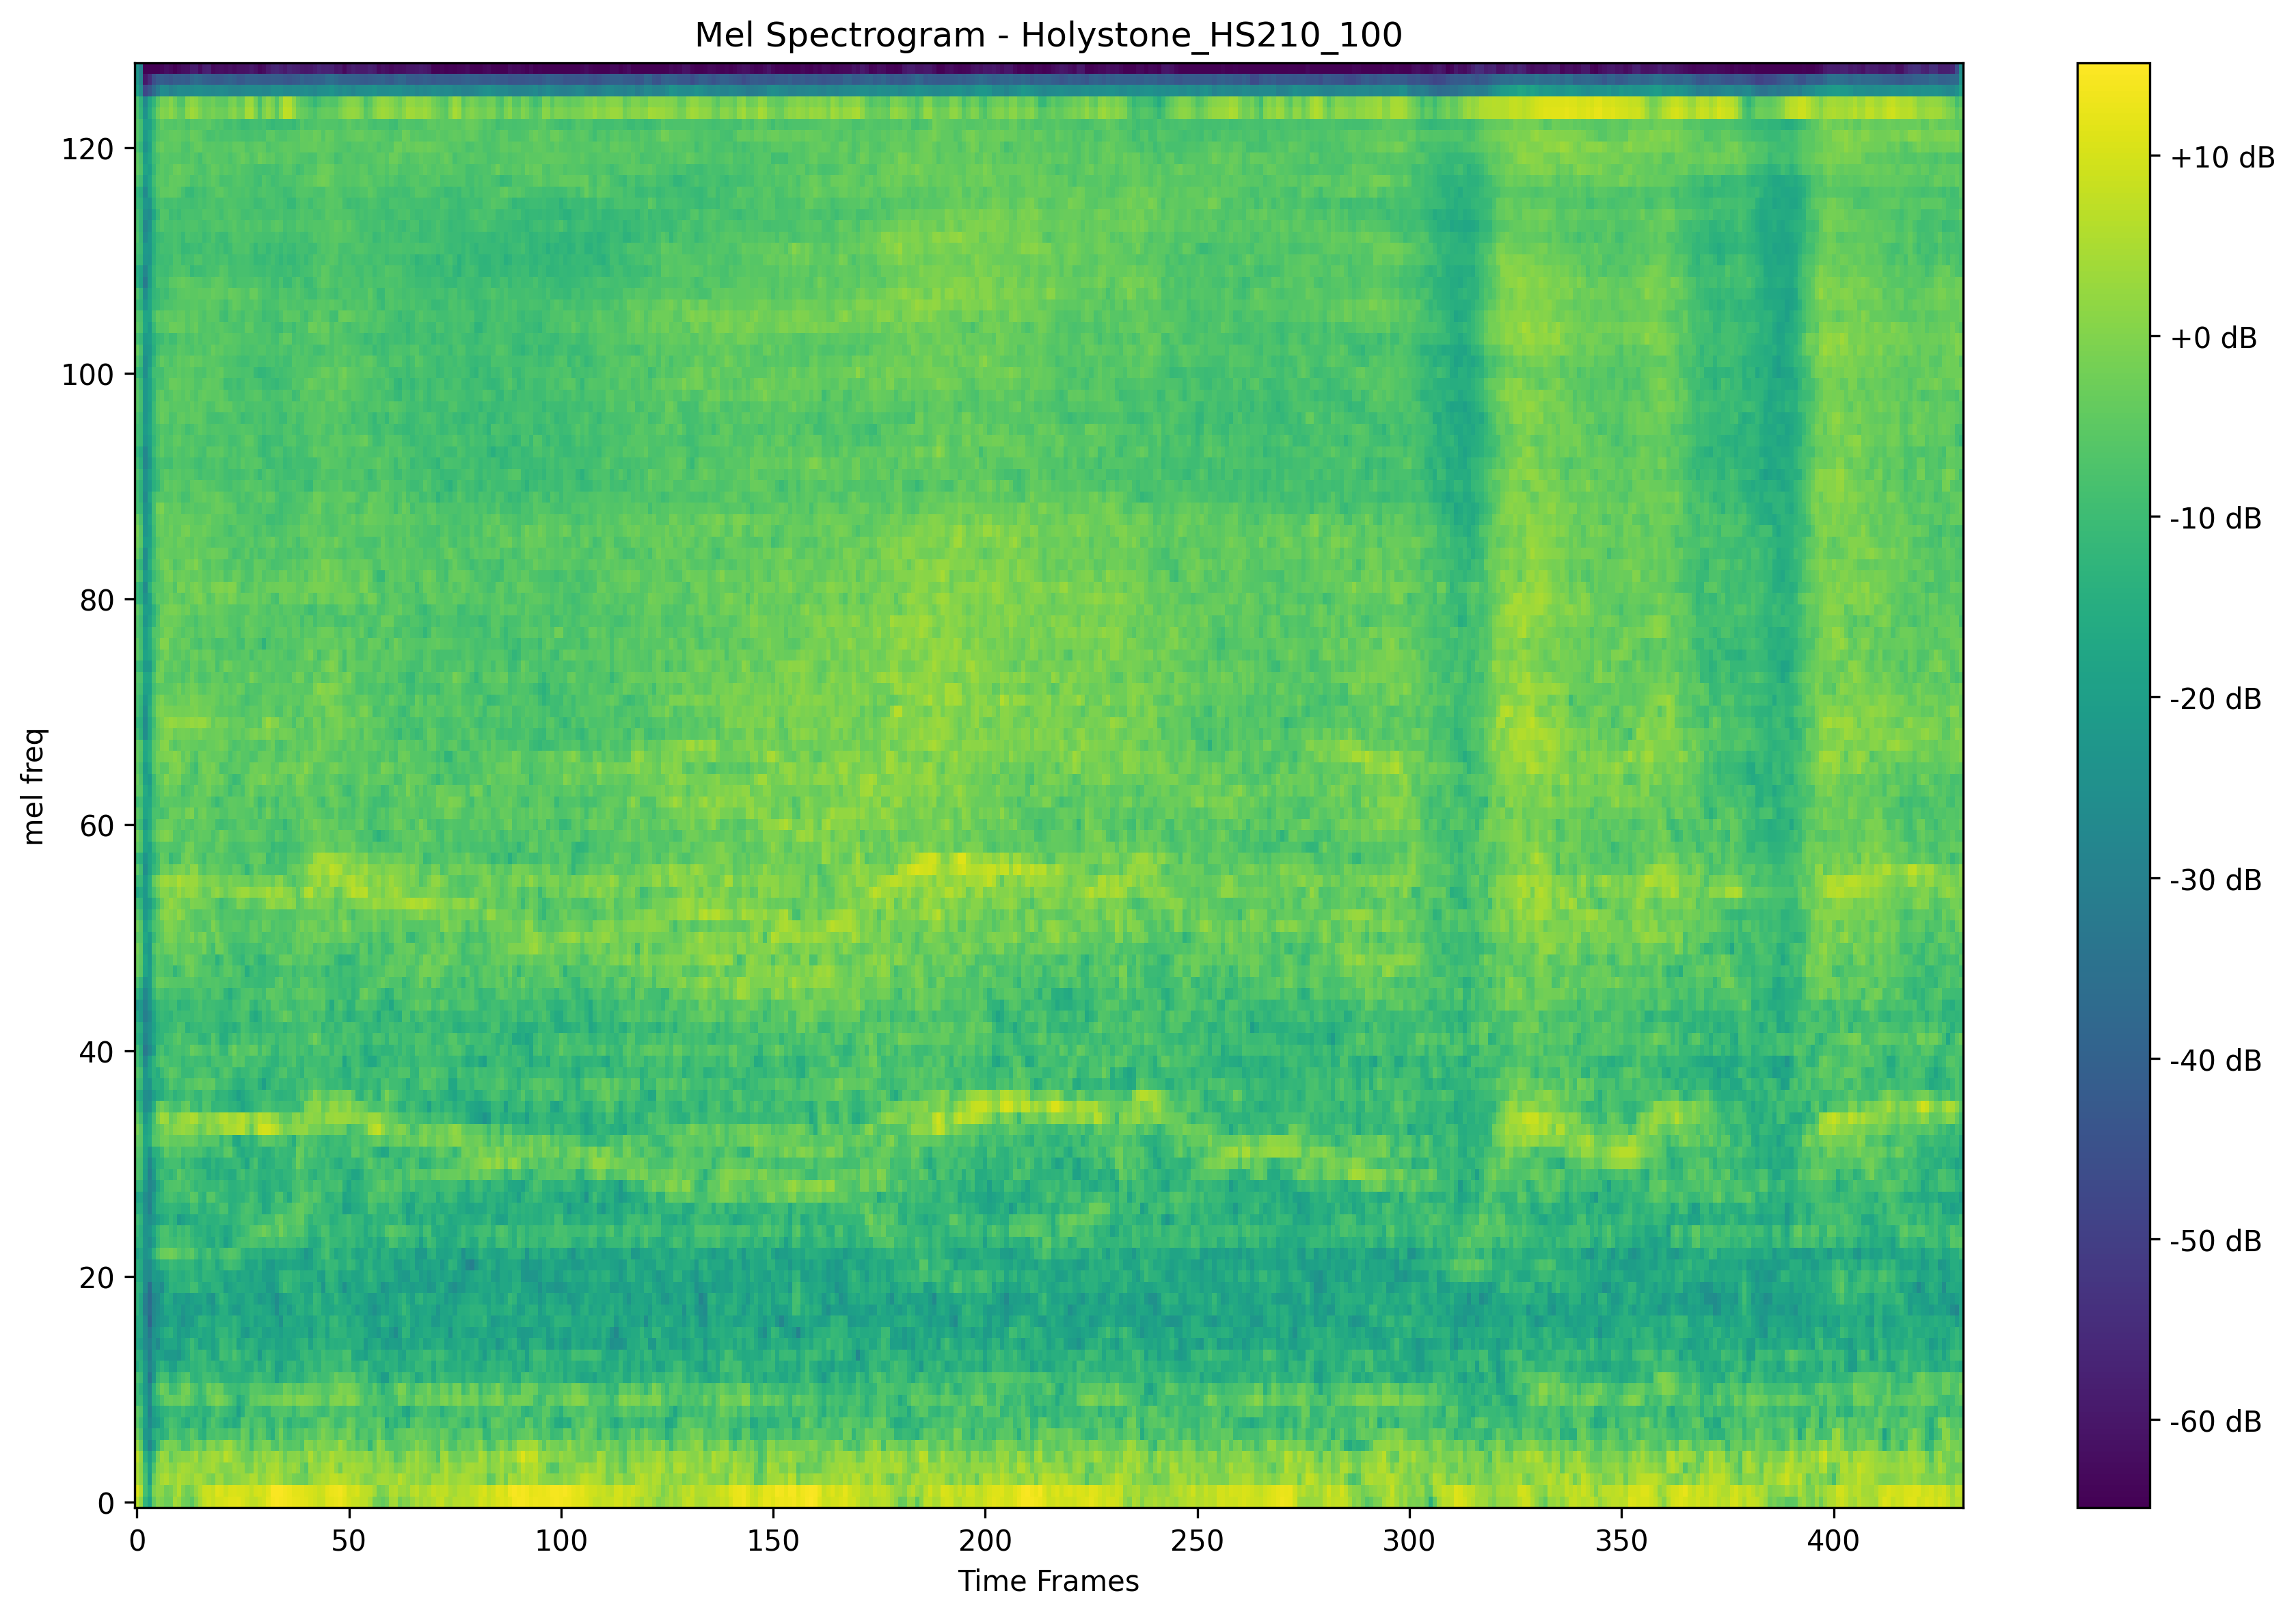 Mel Spectrogram - Holystone_HS210_100
120
100
80
60
40
20
0
mel freq
0 50 100 150 200 250 300 350 400
Time Frames
+10 dB
+0 dB
-10 dB
-20 dB
-30 dB
-40 dB
-50 dB
-60 dB